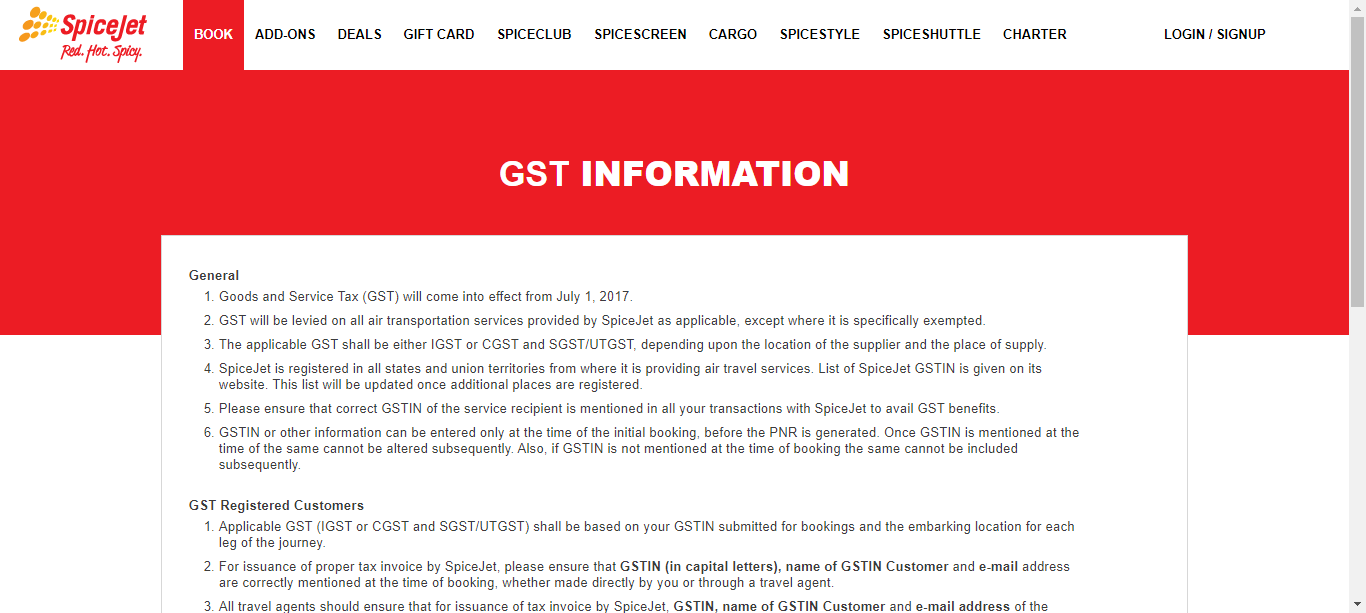 SpiceJet
Red. Hot. Spicy.
BOOK ADD-ONS DEALS GIFT CARD SPICECLUB SPICESCREEN CARGO SPICESTYLE SPICESHUTTLE CHARTER LOGIN / SIGNUP
GST INFORMATION
General
1. Goods and Service Tax (GST) will come into effect from July 1, 2017.
2. GST will be levied on all air transportation services provided by SpiceJet as applicable, except where it is specifically exempted.
3. The applicable GST shall be either IGST or CGST and SGST/UTGST, depending upon the location of the supplier and the place of supply.
4. SpiceJet is registered in all states and union territories from where it is providing air travel services. List of SpiceJet GSTIN is given on its
website. This list will be updated once additional places are registered.
5. Please ensure that correct GSTIN of the service recipient is mentioned in all your transactions with SpiceJet to avail GST benefits.
6. GSTIN or other information can be entered only at the time of the initial booking, before the PNR is generated. Once GSTIN is mentioned at the
time of the same cannot be altered subsequently. Also, if GSTIN is not mentioned at the time of booking the same cannot be included
subsequently.
GST Registered Customers
1. Applicable GST (IGST or CGST and SGST/UTGST) shall be based on your GSTIN submitted for bookings and the embarking location for each
leg of the journey.
2. For issuance of proper tax invoice by SpiceJet, please ensure that GSTIN (in capital letters), name of GSTIN Customer and e-mail address
are correctly mentioned at the time of booking, whether made directly by you or through a travel agent.
3. All travel agents should ensure that for issuance of tax invoice by SpiceJet, GSTIN, name of GSTIN Customer and e-mail address of the